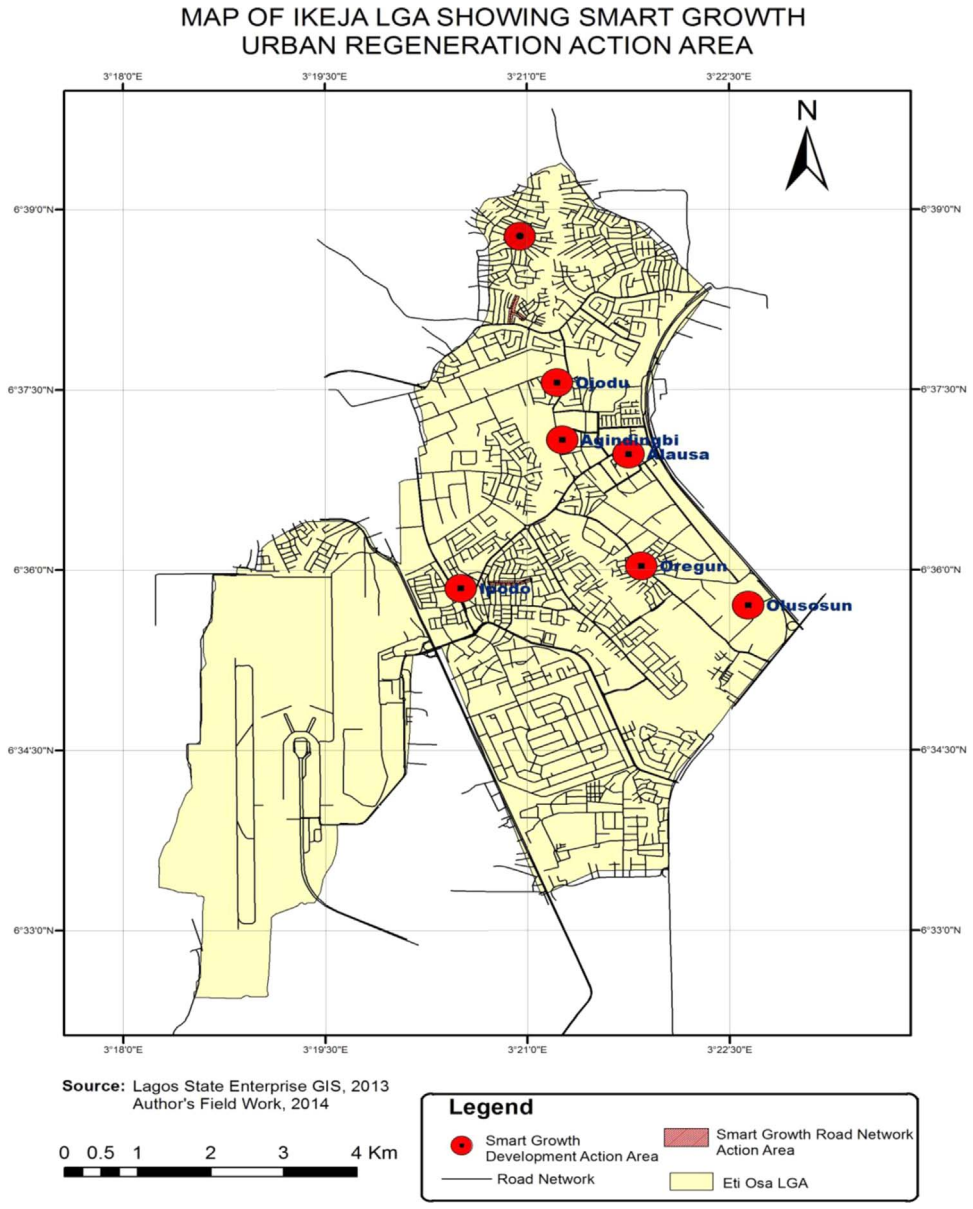 MAP OF IKEJA LGA SHOWING SMART GROWTH
URBAN REGENERATION ACTION AREA
3°18'0"E 3°19'30"E 3°21'0"E 3°22'30"E
N
6°39'0"N 6°39'0"N
6°37'30"N 6°37'30"N
Ojodu
Agindingbi
Alausa
6°36'0"N 6°36'0"N
Oregun
Ipodo
Olusosun
6°34'30"N 6°34'30"N
6°33'0"N 6°33'0"N
3°18'0"E 3°19'30"E 3°21'0"E 3°22'30"E
Source: Lagos State Enterprise GIS, 2013
Author's Field Work, 2014
0 0.5 1 2 3 4 Km
Legend
Smart Growth
Development Action Area
Road Network
Smart Growth Road Network
Action Area
Eti Osa LGA